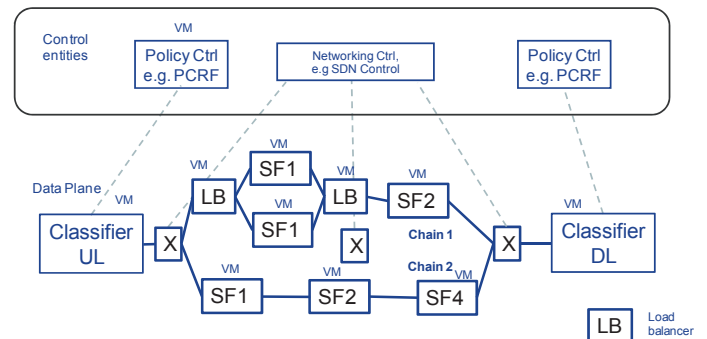 VM
Control
entities
Policy Ctrl
e.g. PCRF
Networking Ctrl,
e.g SDN Control
Policy Ctrl
e.g. PCRF
VM
VM
VM
VM
SF1
LB
LB
SF2
Data Plane
VM
VM
VM
Classifier
UL
X
SF1
X
Chain 1
X
Classifier
DL
VM
VM
Chain 2
VM
SF1
SF2
SF4
LB
Load
balancer